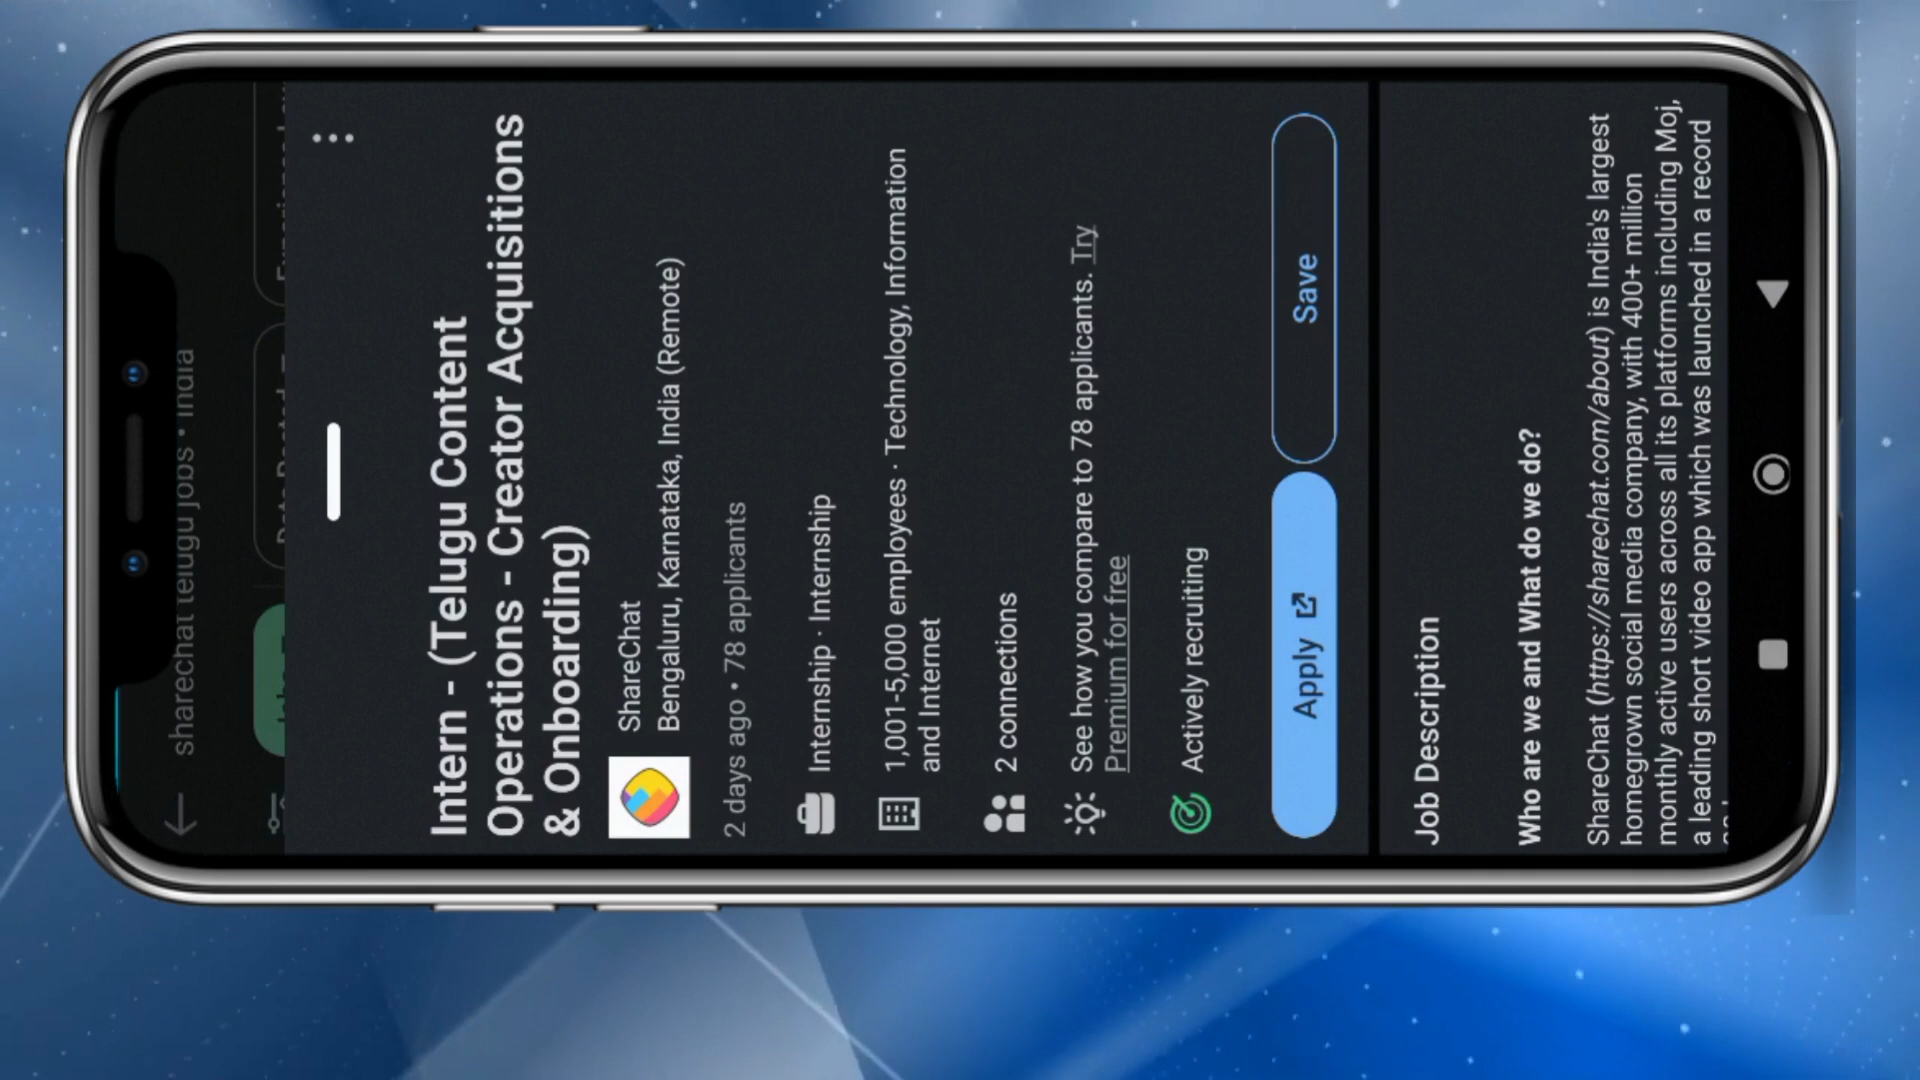 sharechat telugu jobs • India
Intern - (Telugu Content
Operations - Creator Acquisitions
& Onboarding)
ShareChat
Bengaluru, Karnataka, India (Remote)
2 days ago • 78 applicants
Internship · Internship
1,001-5,000 employees · Technology, Information
and Internet
2 connections
See how you compare to 78 applicants. Try
Premium for free
Actively recruiting
Apply
Save
Job Description
Who are we and What do we do?
ShareChat (https://sharechat.com/about) is India's largest
homegrown social media company, with 400+ million
monthly active users across all its platforms including Moj,
a leading short video app which was launched in a record